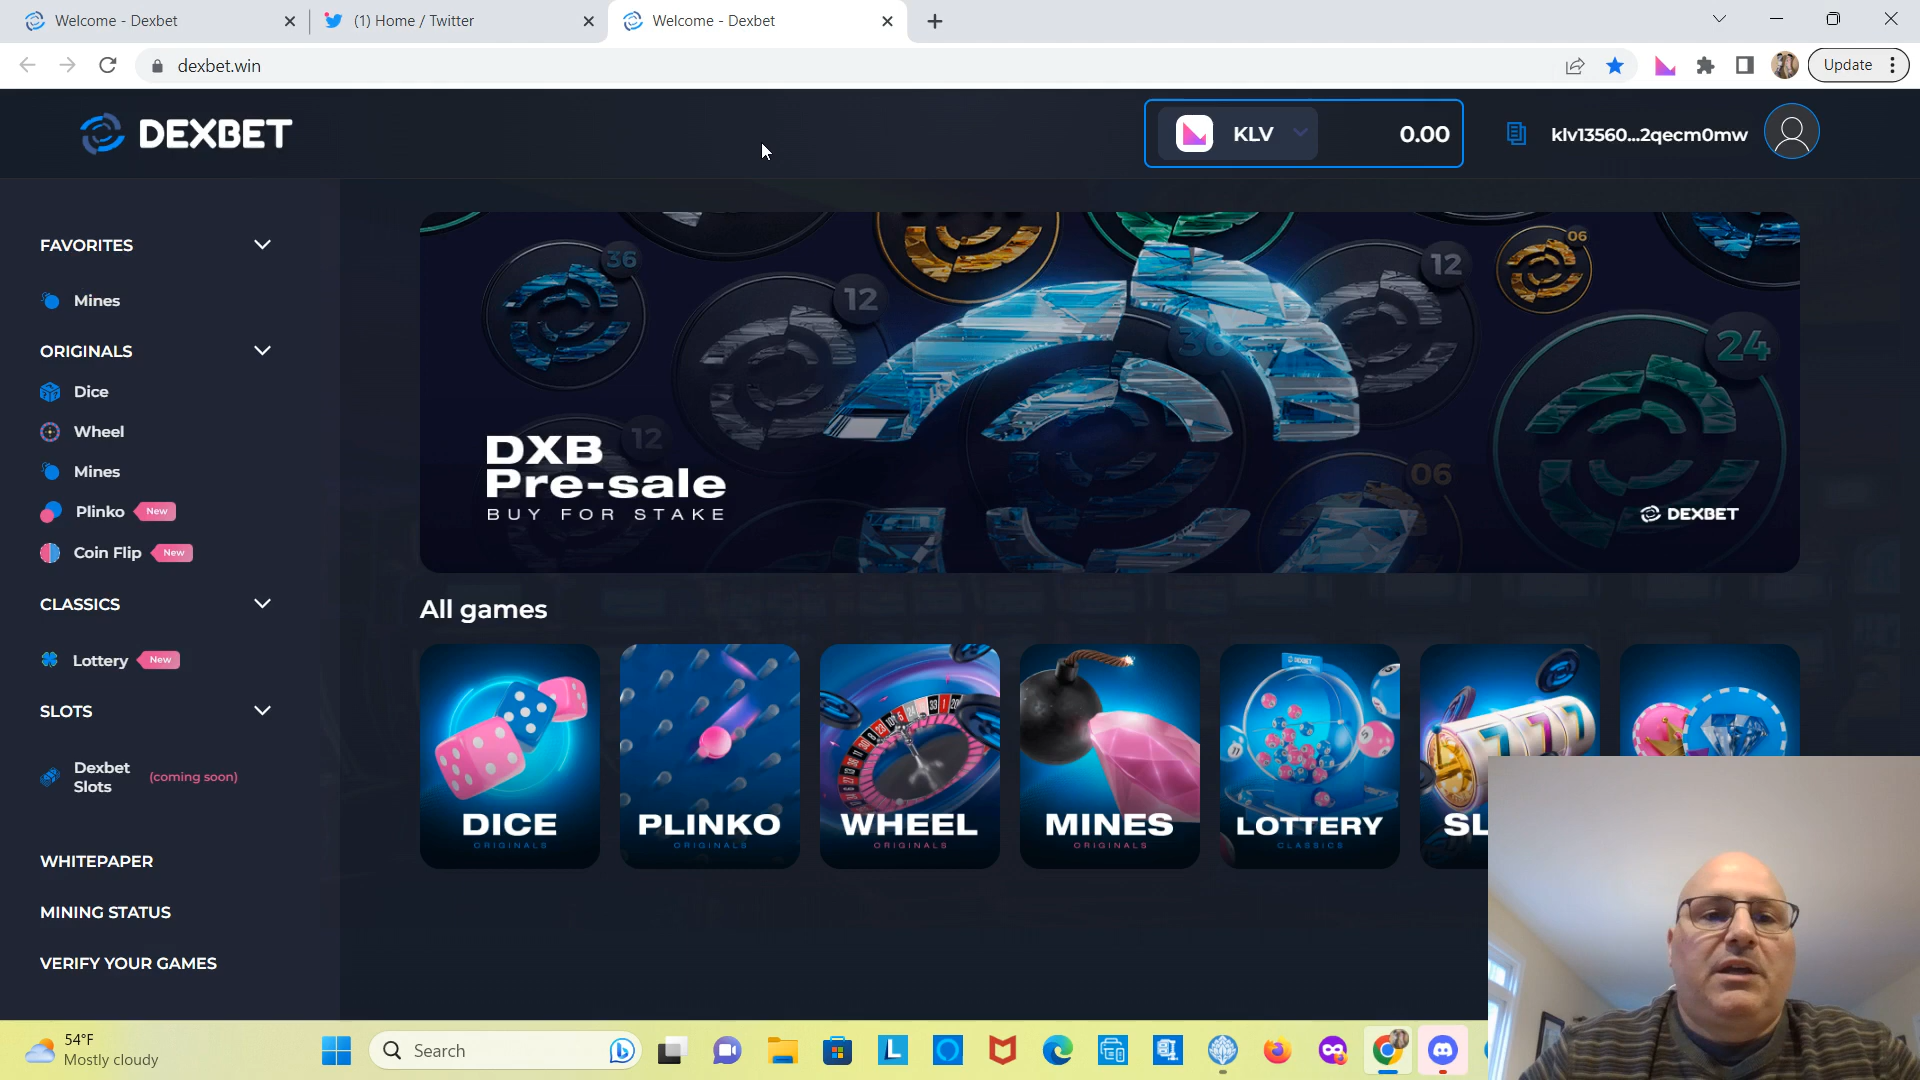 Welcome - Dexbet
(1) Home / Twitter
Welcome - Dexbet
dexbet.win
Update
DEXBET
KLV
0.00
klv13560...2qecm0mw
FAVORITES
Mines
ORIGINALS
Dice
Wheel
Mines
Plinko New
Coin Flip New
CLASSICS
Lottery New
SLOTS
Dexbet
Slots
(coming soon)
WHITEPAPER
MINING STATUS
VERIFY YOUR GAMES
36
12
12
06
36
24
12
06
DXB
Pre-sale
BUY FOR STAKE
DEXBET
All games
DICE
ORIGINALS
PLINKO
ORIGINALS
WHEEL
ORIGINALS
MINES
ORIGINALS
LOTTERY
CLASSICS
SL
54°F
Mostly cloudy
Search